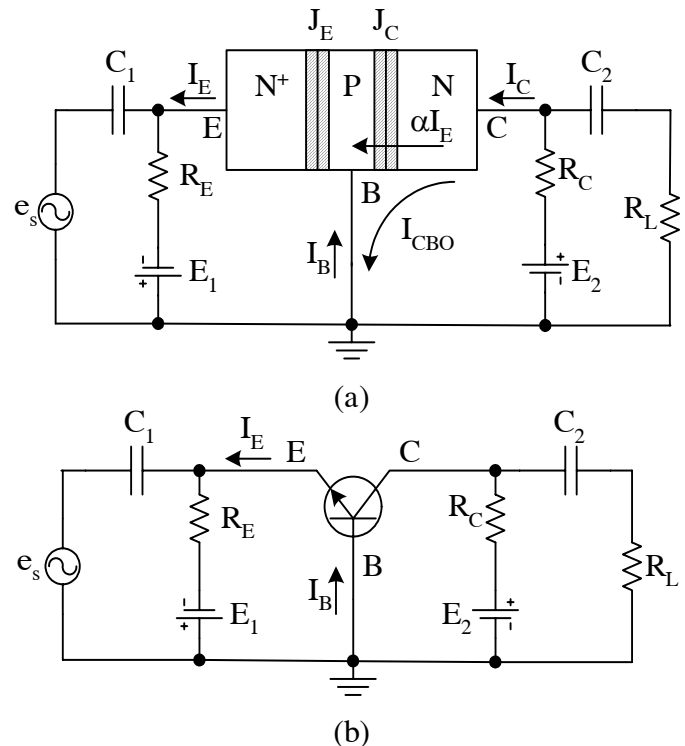 J_E J_C
C_1 I_E N⁺ P N I_C C_2
E αI_E C
R_E B R_C R_L
e_s I_CBO
- + E_1 I_B + - E_2
(a)
C_1 I_E E C C_2
R_E R_C
e_s B R_L
- + E_1 I_B E_2 + -
(b)